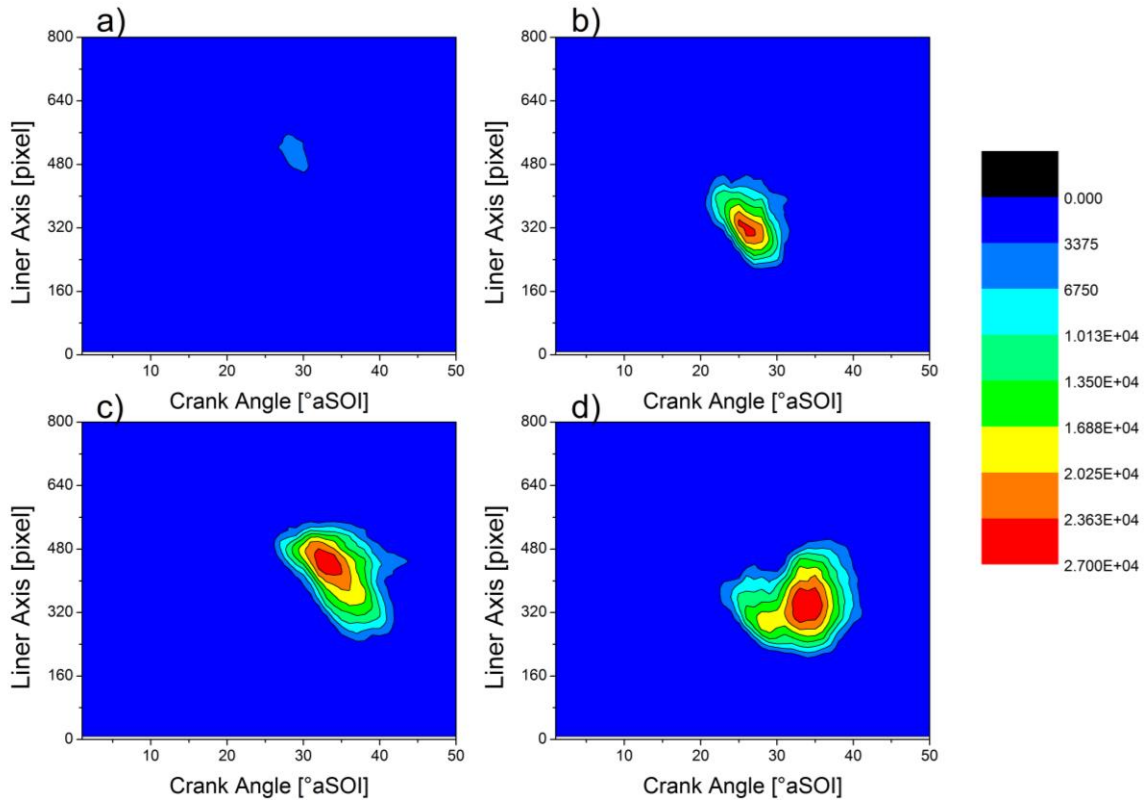 a)
800
640
480
320
160
0
Liner Axis [pixel]
10 20 30 40 50
Crank Angle [°aSOI]
b)
800
640
480
320
160
0
Liner Axis [pixel]
10 20 30 40 50
Crank Angle [°aSOI]
c)
800
640
480
320
160
0
Liner Axis [pixel]
10 20 30 40 50
Crank Angle [°aSOI]
d)
800
640
480
320
160
0
Liner Axis [pixel]
10 20 30 40 50
Crank Angle [°aSOI]
0.000
3375
6750
1.013E+04
1.350E+04
1.688E+04
2.025E+04
2.363E+04
2.700E+04